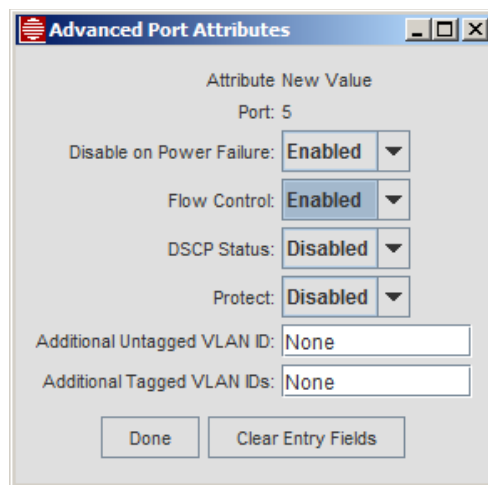 Advanced Port Attributes
Attribute New Value
Port: 5
Disable on Power Failure: Enabled
Flow Control: Enabled
DSCP Status: Disabled
Protect: Disabled
Additional Untagged VLAN ID: None
Additional Tagged VLAN IDs: None
Done Clear Entry Fields